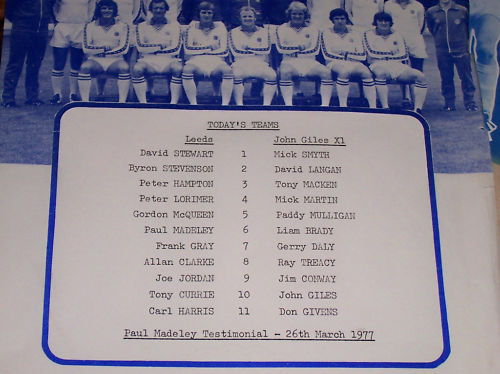 TODAY'S TEAMS
Leeds John Giles X1
David STEWART 1 Mick SMYTH
Byron STEVENSON 2 David LANGAN
Peter HAMPTON 3 Tony MACKEN
Peter LORIMER 4 Mick MARTIN
Gordon McQUEEN 5 Paddy MULLIGAN
Paul MADELEY 6 Liam BRADY
Frank GRAY 7 Gerry DALY
Allan CLARKE 8 Ray TREACY
Joe JORDAN 9 Jim CONWAY
Tony CURRIE 10 John GILES
Carl HARRIS 11 Don GIVENS
Paul Madeley Testimonial - 26th March 1977